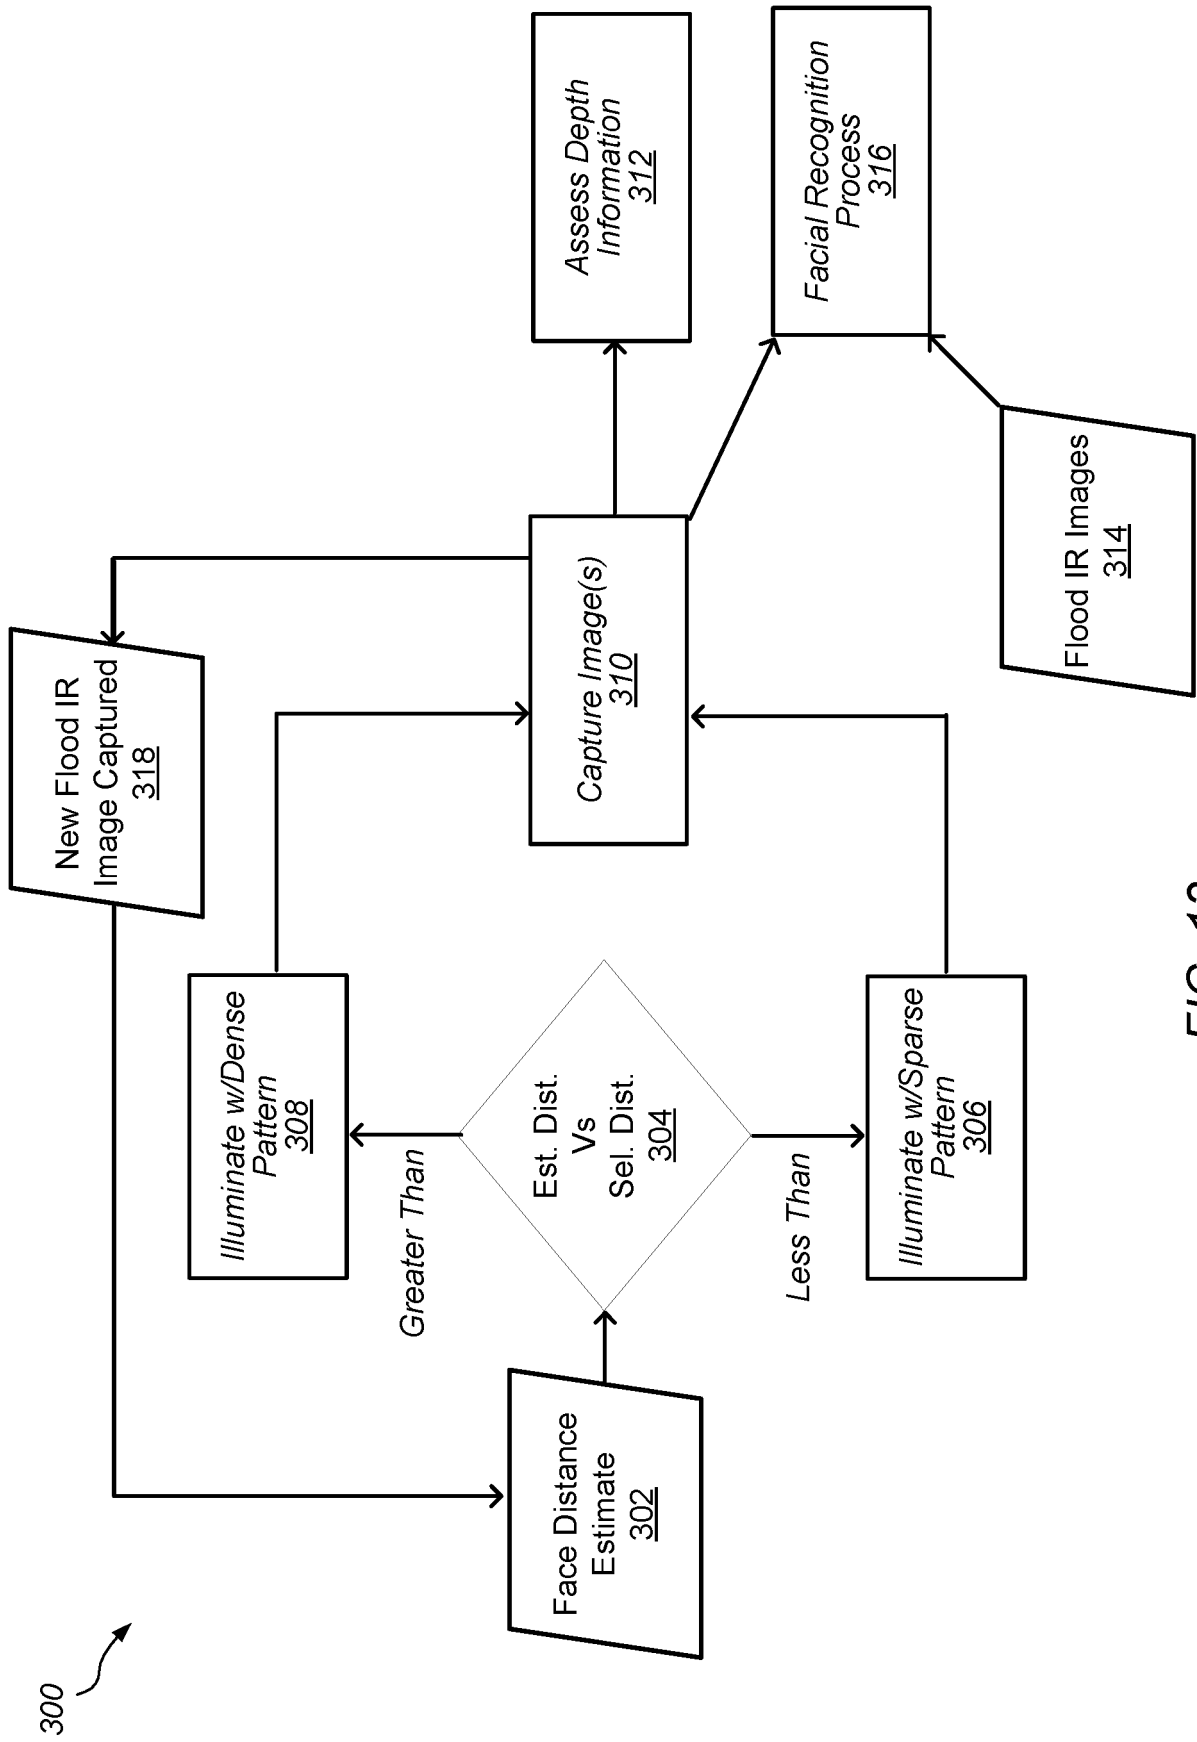 300
New Flood IR
Image Captured
318
Illuminate w/Dense
Pattern
308
Greater Than
Face Distance
Estimate
302
Est. Dist.
Vs
Sel. Dist.
304
Capture Image(s)
310
Assess Depth
Information
312
Less Than
Illuminate w/Sparse
Pattern
306
Facial Recognition
Process
316
Flood IR Images
314
FIG.